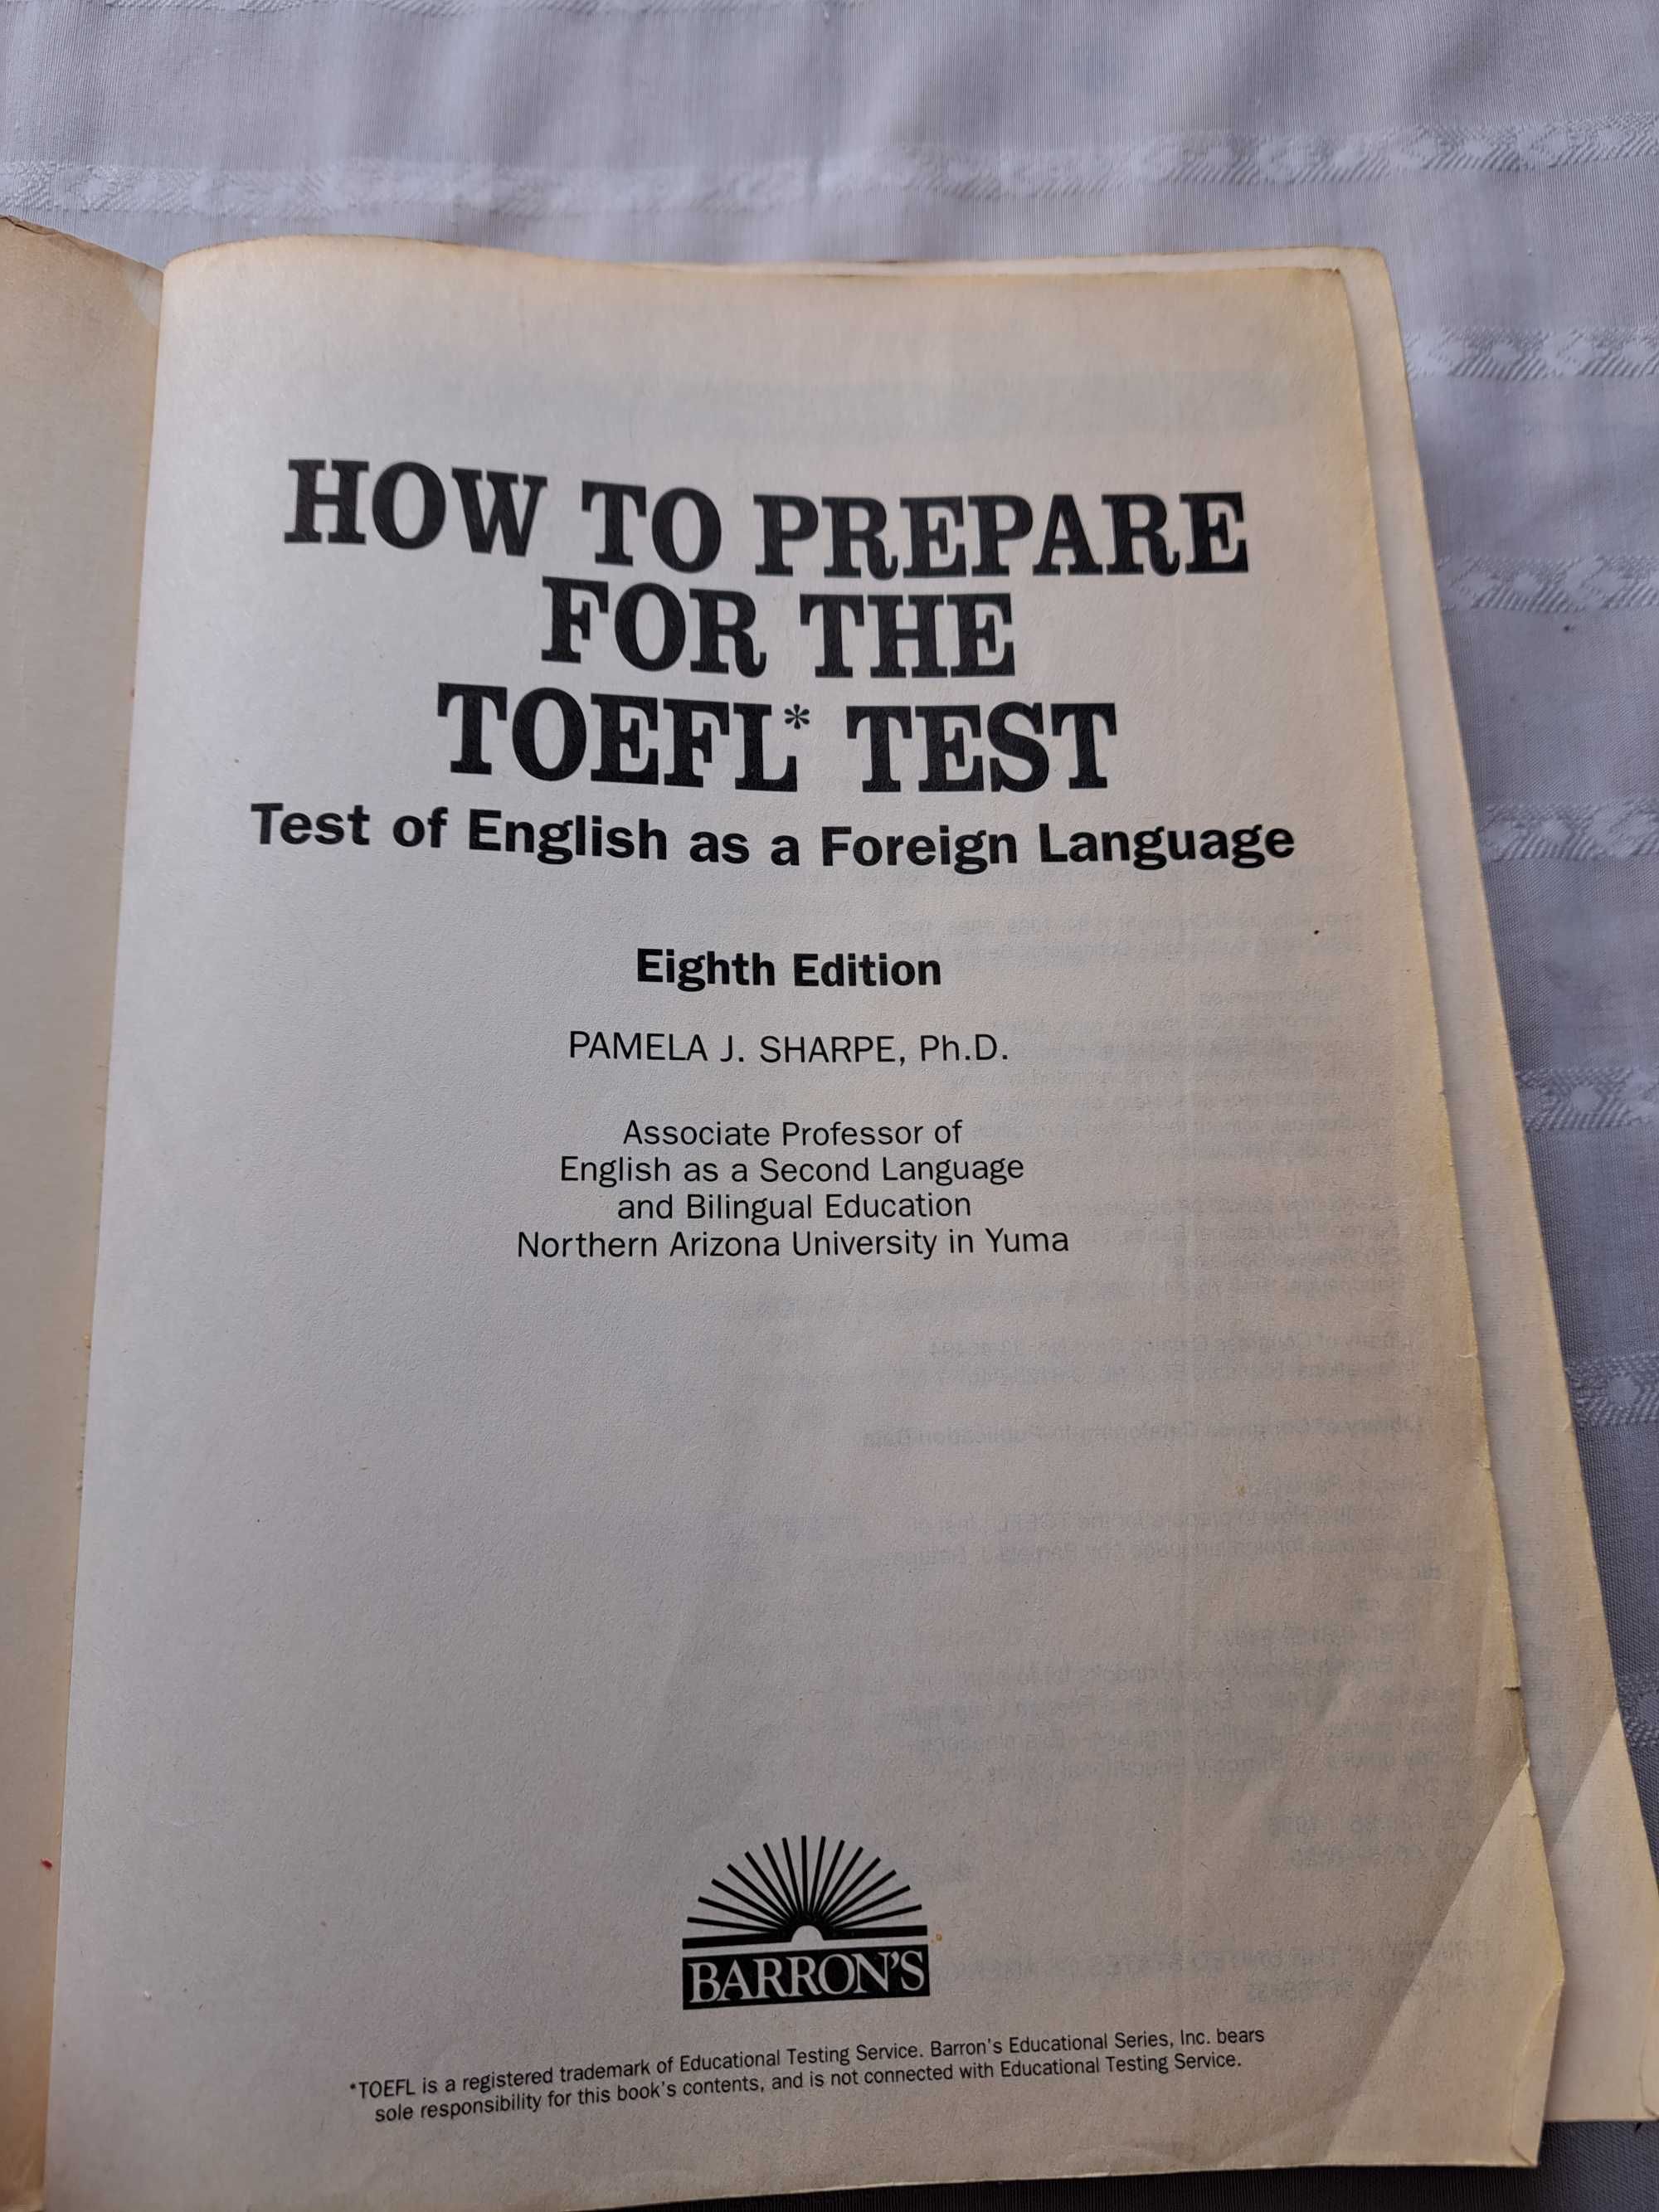 HOW TO PREPARE
FOR THE
TOEFL* TEST
Test of English as a Foreign Language
Eighth Edition
PAMELA J. SHARPE, Ph.D.
Associate Professor of
English as a Second Language
and Bilingual Education
Northern Arizona University in Yuma
BARRON'S
*TOEFL is a registered trademark of Educational Testing Service. Barron's Educational Series, Inc. bears
sole responsibility for this book's contents, and is not connected with Educational Testing Service.